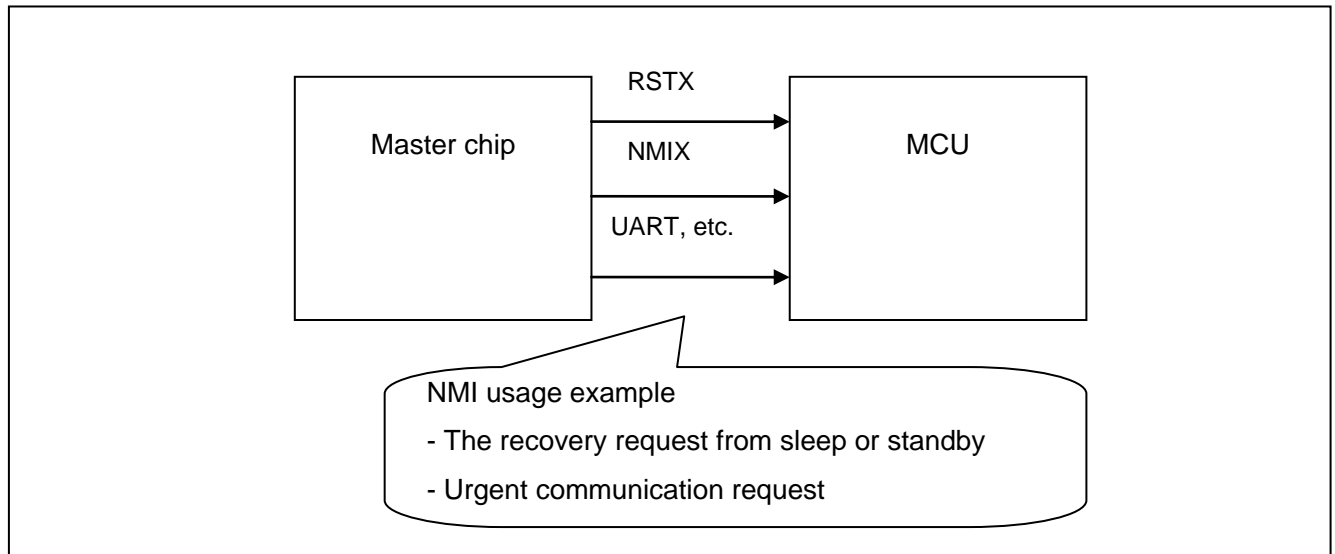 RSTX
Master chip
MCU
NMIX
UART, etc.
NMI usage example
- The recovery request from sleep or standby
- Urgent communication request